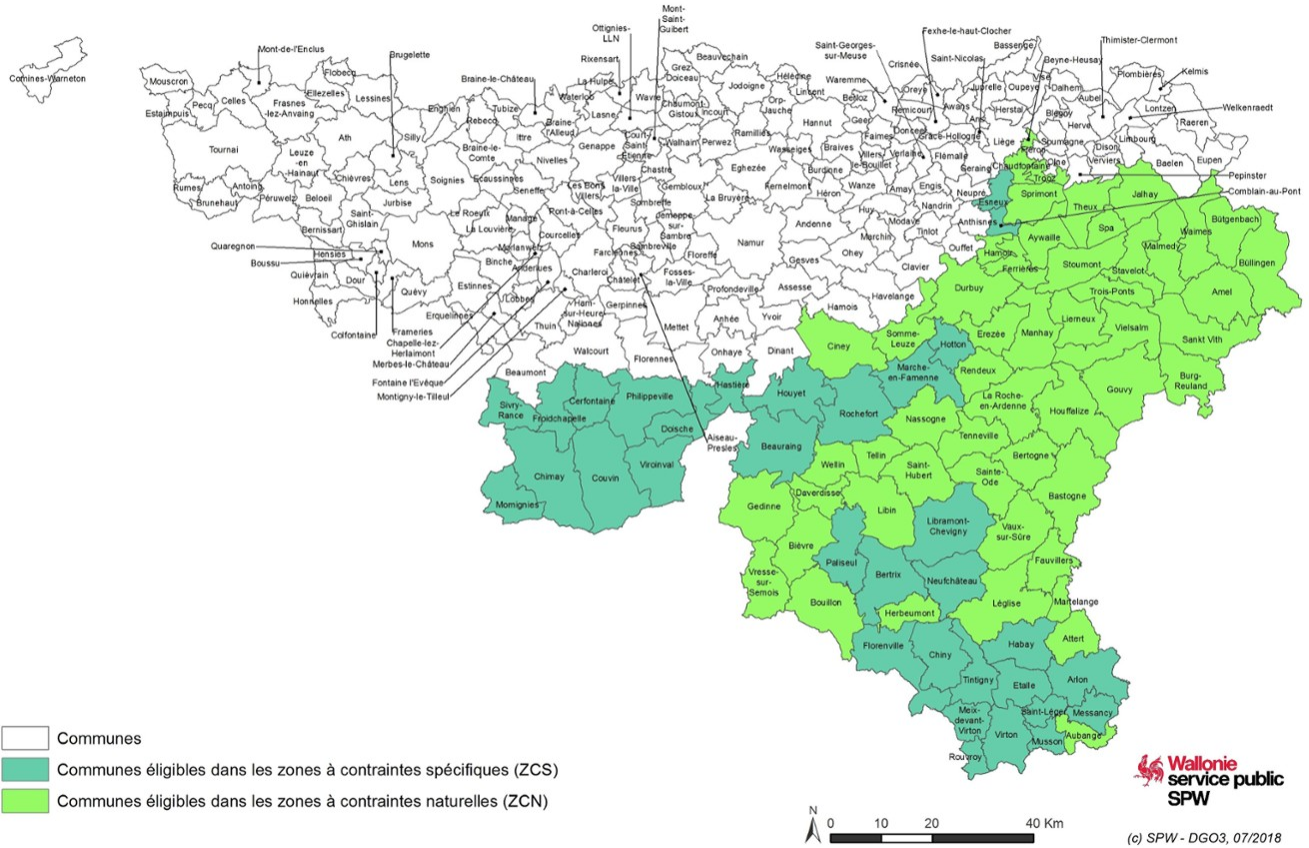 Comines-Warneton
Mouscron
Estaimpuis
Pecq
Celles
Mont-de-l'Enclus
Flobecq
Ellezelles
Frasnes
-lez-Anvaing
Lessines
Brugelette
Tournai
Leuze
-en
-Hainaut
Ath
Silly
Enghien
Rumes
Brunehaut
Antoing
Péruwelz
Beloeil
Chièvres
Lens
Jurbise
Soignies
Bernissart
Saint-
Ghislain
Mons
Quaregnon
Boussu
Hensies
Quiévrain
Dour
Honnelles
Colfontaine
Frameries
Quévy
Estinnes
Erquelinnes
Chapelle-lez-
Herlaimont
Merbes-le-Château
Fontaine l'Evêque
Montigny-le-Tilleul
Braine-le-Château
Tubize
Rebecq
Ittre
Braine-
l'Alleud
Braine-le-
Comte
Ecaussinnes
Nivelles
Seneffe
Le Roeulx
La Louvière
Manage
Morlanwelz
Binche
Anderlues
Lobbes
Thuin
Ham-
sur-Heure
Nalinnes
Ottignies-
LLN
Rixensart
La Hulpe
Waterloo
Lasne
Wavre
Genappe
Court-
Saint-
Etienne
Mont-
Saint-
Guibert
Grez-
Doiceau
Beauvechain
Chaumont-
Gistoux
Incourt
Jodoigne
Hélécine
Orp-
Jauche
Ramillies
Walhain
Perwez
Chastre
Villers-
la-Ville
Les Bons
Villers
Pont-à-Celles
Courcelles
Fleurus
Sombreffe
Gembloux
Eghezée
La Bruyère
Jemeppe-
sur-
Sambre
Sambreville
Farciennes
Charleroi
Châtelet
Floreffe
Fosses-
la-Ville
Namur
Profondeville
Gerpinnes
Mettet
Anhée
Yvoir
Assesse
Gesves
Andenne
Fernelmont
Ohey
Hamois
Havelange
Walcourt
Florennes
Onhaye
Dinant
Beaumont
Aiseau-
Presles
Lincent
Hannut
Waremme
Berloz
Geer
Saint-Georges-
sur-Meuse
Crisnée
Oreye
Remicourt
Faimes
Donceel
Fexhe-le-haut-Clocher
Saint-Nicolas
Bassenge
Juprelle
Oupeye
Visé
Dalhem
Awans
Ans
Herstal
Grâce-Hollogne
Liège
Beyne-Heusay
Blegny
Aubel
Thimister-Clermont
Plombières
Kelmis
Welkenraedt
Lontzen
Raeren
Eupen
Limbourg
Baelen
Herve
Soumagne
Dison
Verviers
Olne
Pepinster
Comblain-au-Pont
Fléron
Chaudfontaine
Trooz
Flémalle
Seraing
Neupré
Esneux
Anthisnes
Ouffet
Nandrin
Engis
Amay
Verlaine
Villers-
le-Bouillet
Braives
Wasseiges
Burdinne
Héron
Wanze
Huy
Modave
Marchin
Tinlot
Clavier
Hamoir
Sprimont
Theux
Jalhay
Spa
Aywaille
Ferrières
Stoumont
Stavelot
Malmedy
Waimes
Bütgenbach
Büllingen
Amel
Trois-Ponts
Durbuy
Lierneux
Vielsalm
Sankt Vith
Burg-
Reuland
Manhay
Erezée
Ciney
Somme-
Leuze
Hotton
Marche-
en-Famenne
Rendeux
La Roche-
en-Ardenne
Houffalize
Gouvy
Nassogne
Tenneville
Bertogne
Bastogne
Rochefort
Houyet
Hastière
Beauraing
Sivry-
Rance
Froidchapelle
Cerfontaine
Philippeville
Doische
Chimay
Couvin
Viroinval
Momignies
Wellin
Tellin
Saint-
Hubert
Sainte-
Ode
Gedinne
Daverdisse
Libin
Libramont-
Chevigny
Vaux-
sur-Sûre
Fauvillers
Bièvre
Paliseul
Bertrix
Neufchâteau
Vresse-
sur-
Semois
Bouillon
Herbeumont
Léglise
Martelange
Attert
Florenville
Chiny
Habay
Tintigny
Etalle
Arlon
Meix-
devant-
Virton
Saint-Léger
Messancy
Virton
Musson
Aubange
Rouvroy
Communes
Communes éligibles dans les zones à contraintes spécifiques (ZCS)
Communes éligibles dans les zones à contraintes naturelles (ZCN)
N
0 10 20 40 Km
Wallonie
service public
SPW
(c) SPW - DGO3, 07/2018